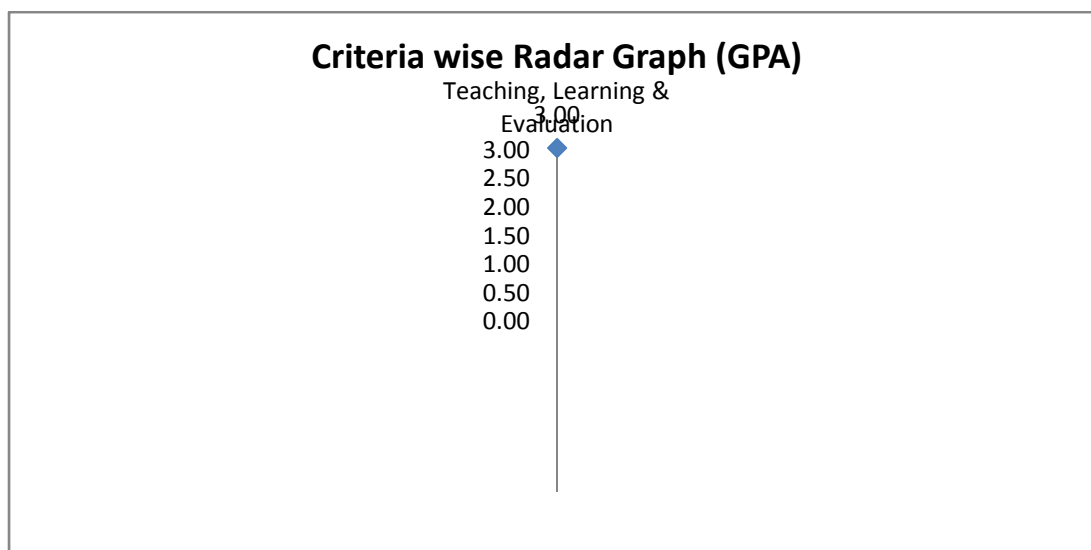 Criteria wise Radar Graph (GPA)
Teaching, Learning &
Evaluation
3.00
3.00
2.50
2.00
1.50
1.00
0.50
0.00